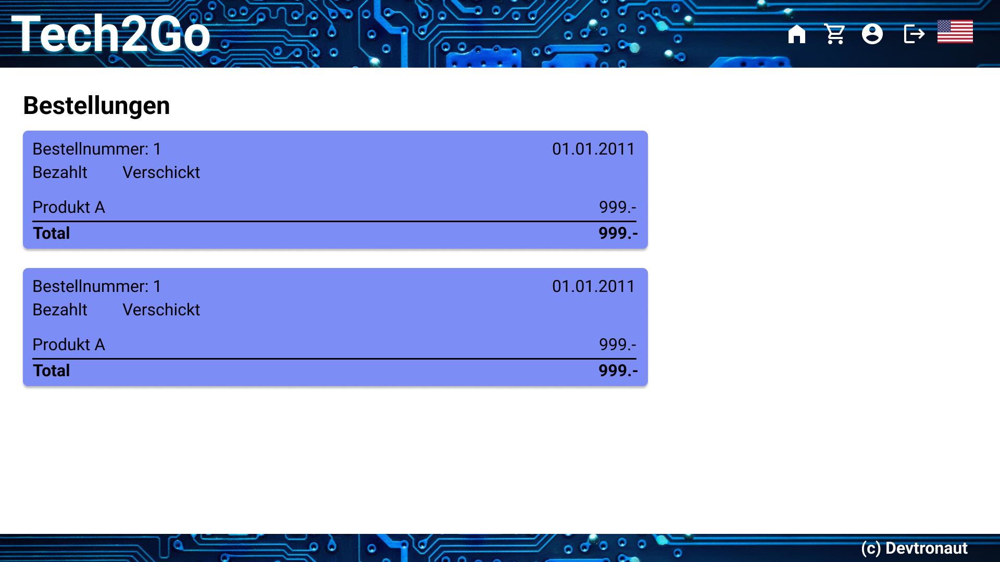 Tech2Go
Bestellungen
Bestellnummer: 1 01.01.2011
Bezahlt Verschickt
Produkt A 999.-
Total 999.-
Bestellnummer: 1 01.01.2011
Bezahlt Verschickt
Produkt A 999.-
Total 999.-
(c) Devtronaut